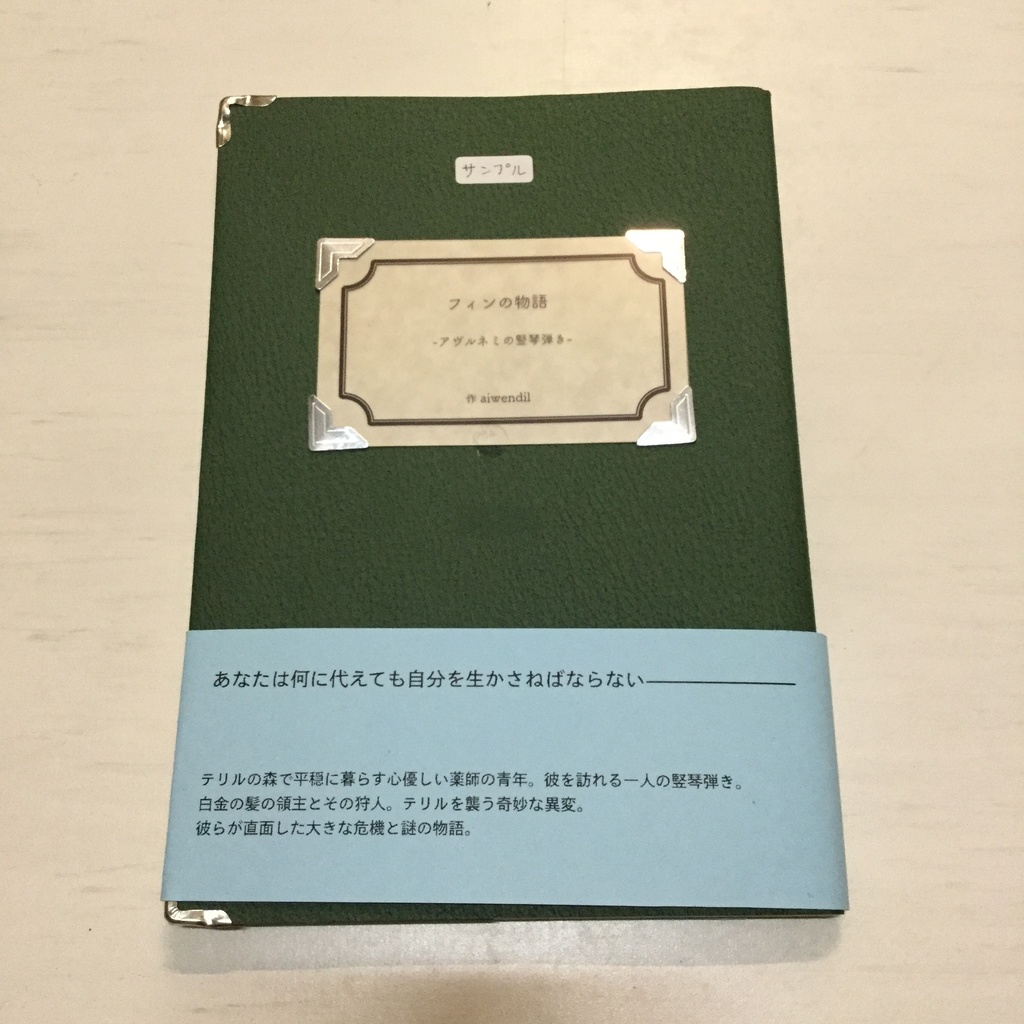 サンプル
フィンの物語
-アヴルネミの竪琴弾き-
作 aiwendil
あなたは何に代えても自分を生かさねばならない―――――
テリルの森で平穏に暮らす心優しい薬師の青年。彼を訪れる一人の竪琴弾き。
白金の髪の領主とその狩人。テリルを襲う奇妙な異変。
彼らが直面した大きな危機と謎の物語。